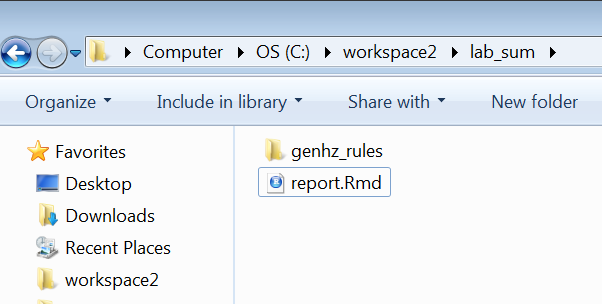 Computer OS (C:) workspace2 lab_sum
Organize Include in library Share with New folder
Favorites
Desktop
Downloads
Recent Places
workspace2
genhz_rules
report.Rmd